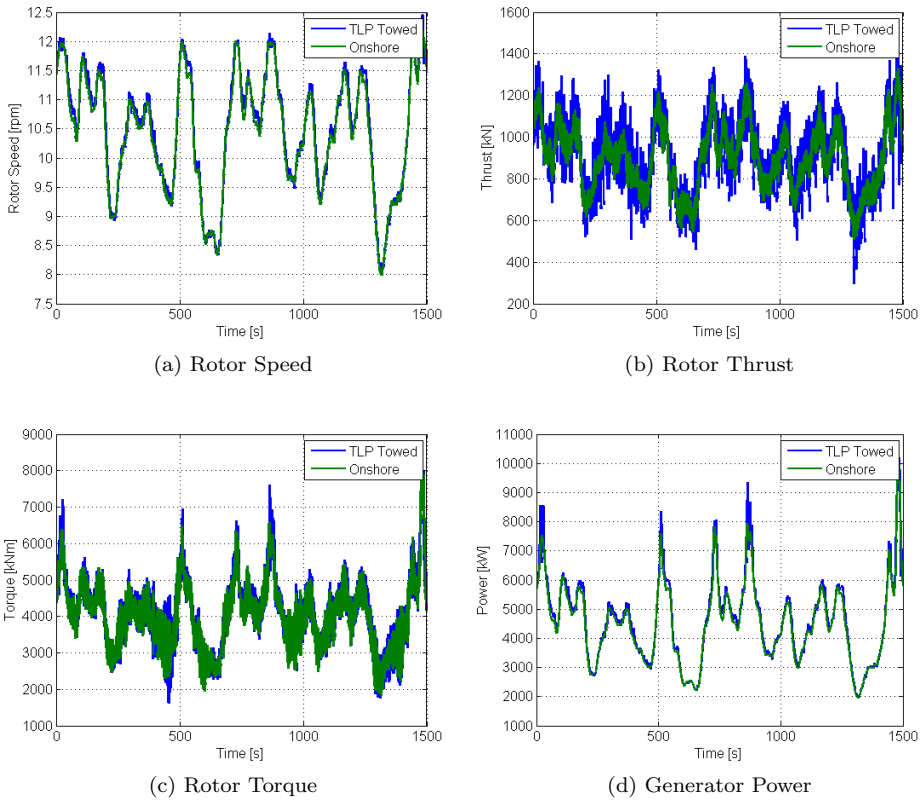 12.5
12
11.5
11
10.5
10
9.5
9
8.5
8
7.5
0 500 1000 1500
Rotor Speed [rpm]
Time [s]
TLP Towed
Onshore
(a) Rotor Speed
1600
1400
1200
1000
800
600
400
200
0 500 1000 1500
Thrust [kN]
Time [s]
TLP Towed
Onshore
(b) Rotor Thrust
9000
8000
7000
6000
5000
4000
3000
2000
1000
0 500 1000 1500
Torque [kNm]
Time [s]
TLP Towed
Onshore
(c) Rotor Torque
11000
10000
9000
8000
7000
6000
5000
4000
3000
2000
1000
0 500 1000 1500
Power [kW]
Time [s]
TLP Towed
Onshore
(d) Generator Power